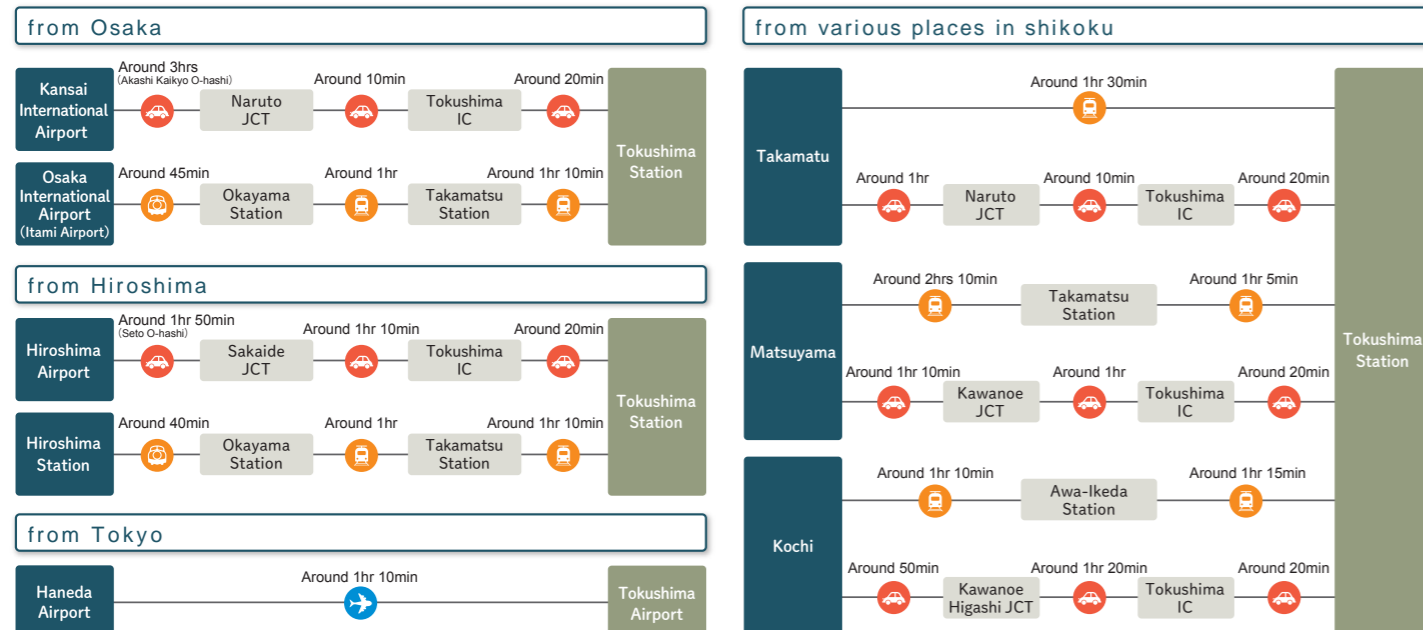 from Osaka
Kansai
International
Airport
Around 3hrs
(Akashi Kaikyo O-hashi)
Naruto
JCT
Around 10min
Tokushima
IC
Around 20min
Osaka
International
Airport
(Itami Airport)
Around 45min
Okayama
Station
Around 1hr
Takamatsu
Station
Around 1hr 10min
Tokushima
Station
from Hiroshima
Hiroshima
Airport
Around 1hr 50min
(Seto O-hashi)
Sakaide
JCT
Around 1hr 10min
Tokushima
IC
Around 20min
Hiroshima
Station
Around 40min
Okayama
Station
Around 1hr
Takamatsu
Station
Around 1hr 10min
Tokushima
Station
from Tokyo
Haneda
Airport
Around 1hr 10min
Tokushima
Airport
from various places in shikoku
Takamatu
Around 1hr 30min
Around 1hr
Naruto
JCT
Around 10min
Tokushima
IC
Around 20min
Matsuyama
Around 2hrs 10min
Takamatsu
Station
Around 1hr 5min
Around 1hr 10min
Kawanoe
JCT
Around 1hr
Tokushima
IC
Around 20min
Kochi
Around 1hr 10min
Awa-Ikeda
Station
Around 1hr 15min
Around 50min
Kawanoe
Higashi JCT
Around 1hr 20min
Tokushima
IC
Around 20min
Tokushima
Station